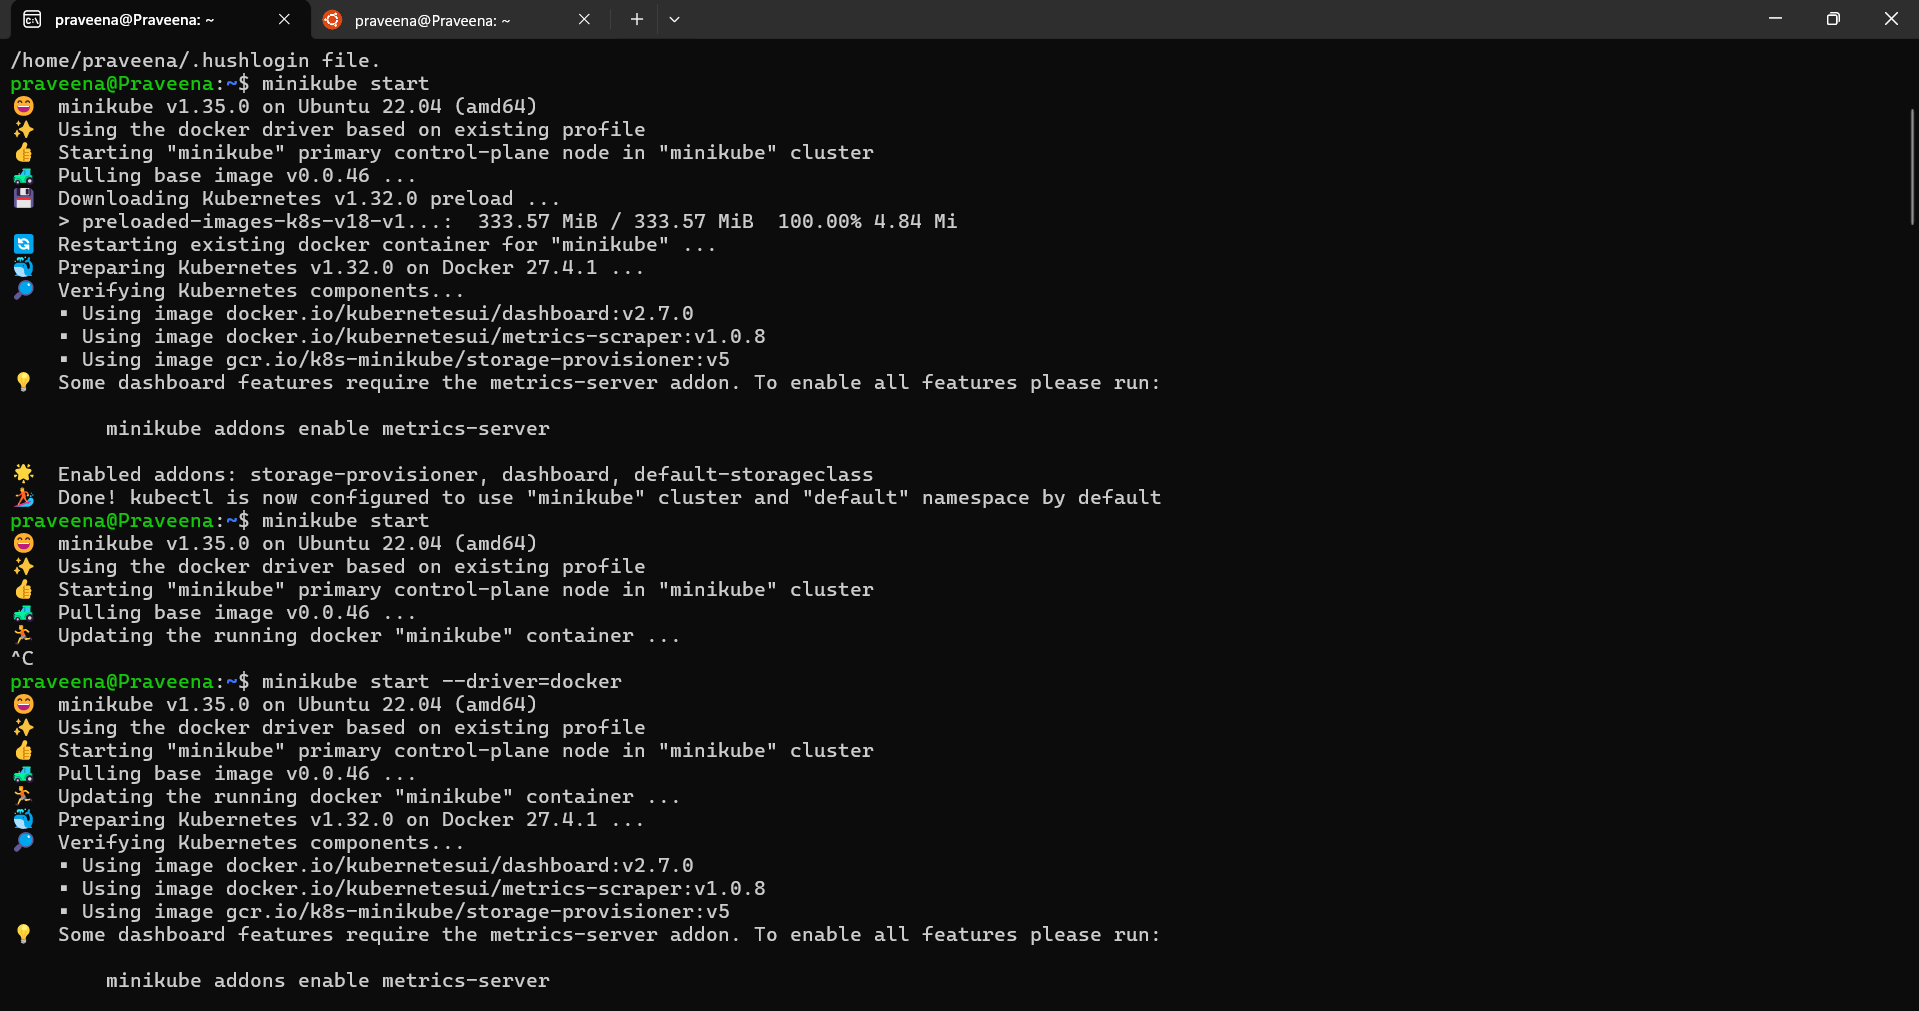 praveena@Praveena: ~
praveena@Praveena: ~
/home/praveena/.hushlogin file.
praveena@Praveena:~$ minikube start
minikube v1.35.0 on Ubuntu 22.04 (amd64)
Using the docker driver based on existing profile
Starting "minikube" primary control-plane node in "minikube" cluster
Pulling base image v0.0.46 ...
Downloading Kubernetes v1.32.0 preload ...
> preloaded-images-k8s-v18-v1...:  333.57 MiB / 333.57 MiB  100.00% 4.84 Mi
Restarting existing docker container for "minikube" ...
Preparing Kubernetes v1.32.0 on Docker 27.4.1 ...
Verifying Kubernetes components...
▪ Using image docker.io/kubernetesui/dashboard:v2.7.0
▪ Using image docker.io/kubernetesui/metrics-scraper:v1.0.8
▪ Using image gcr.io/k8s-minikube/storage-provisioner:v5
Some dashboard features require the metrics-server addon. To enable all features please run:
minikube addons enable metrics-server
Enabled addons: storage-provisioner, dashboard, default-storageclass
Done! kubectl is now configured to use "minikube" cluster and "default" namespace by default
praveena@Praveena:~$ minikube start
minikube v1.35.0 on Ubuntu 22.04 (amd64)
Using the docker driver based on existing profile
Starting "minikube" primary control-plane node in "minikube" cluster
Pulling base image v0.0.46 ...
Updating the running docker "minikube" container ...
^C
praveena@Praveena:~$ minikube start --driver=docker
minikube v1.35.0 on Ubuntu 22.04 (amd64)
Using the docker driver based on existing profile
Starting "minikube" primary control-plane node in "minikube" cluster
Pulling base image v0.0.46 ...
Updating the running docker "minikube" container ...
Preparing Kubernetes v1.32.0 on Docker 27.4.1 ...
Verifying Kubernetes components...
▪ Using image docker.io/kubernetesui/dashboard:v2.7.0
▪ Using image docker.io/kubernetesui/metrics-scraper:v1.0.8
▪ Using image gcr.io/k8s-minikube/storage-provisioner:v5
Some dashboard features require the metrics-server addon. To enable all features please run:
minikube addons enable metrics-server